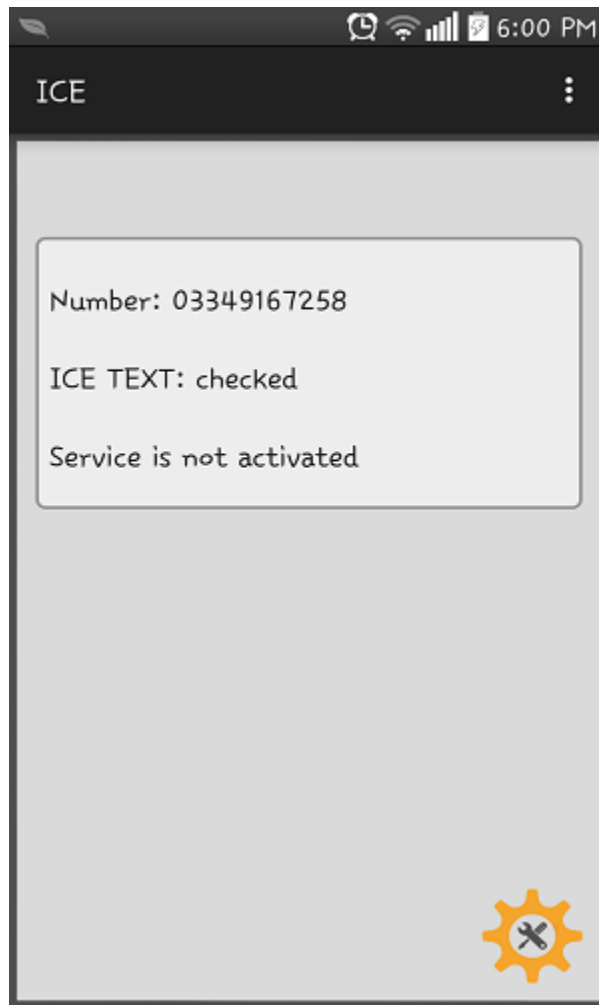 6:00 PM
ICE
Number: 03349167258
ICE TEXT: checked
Service is not activated